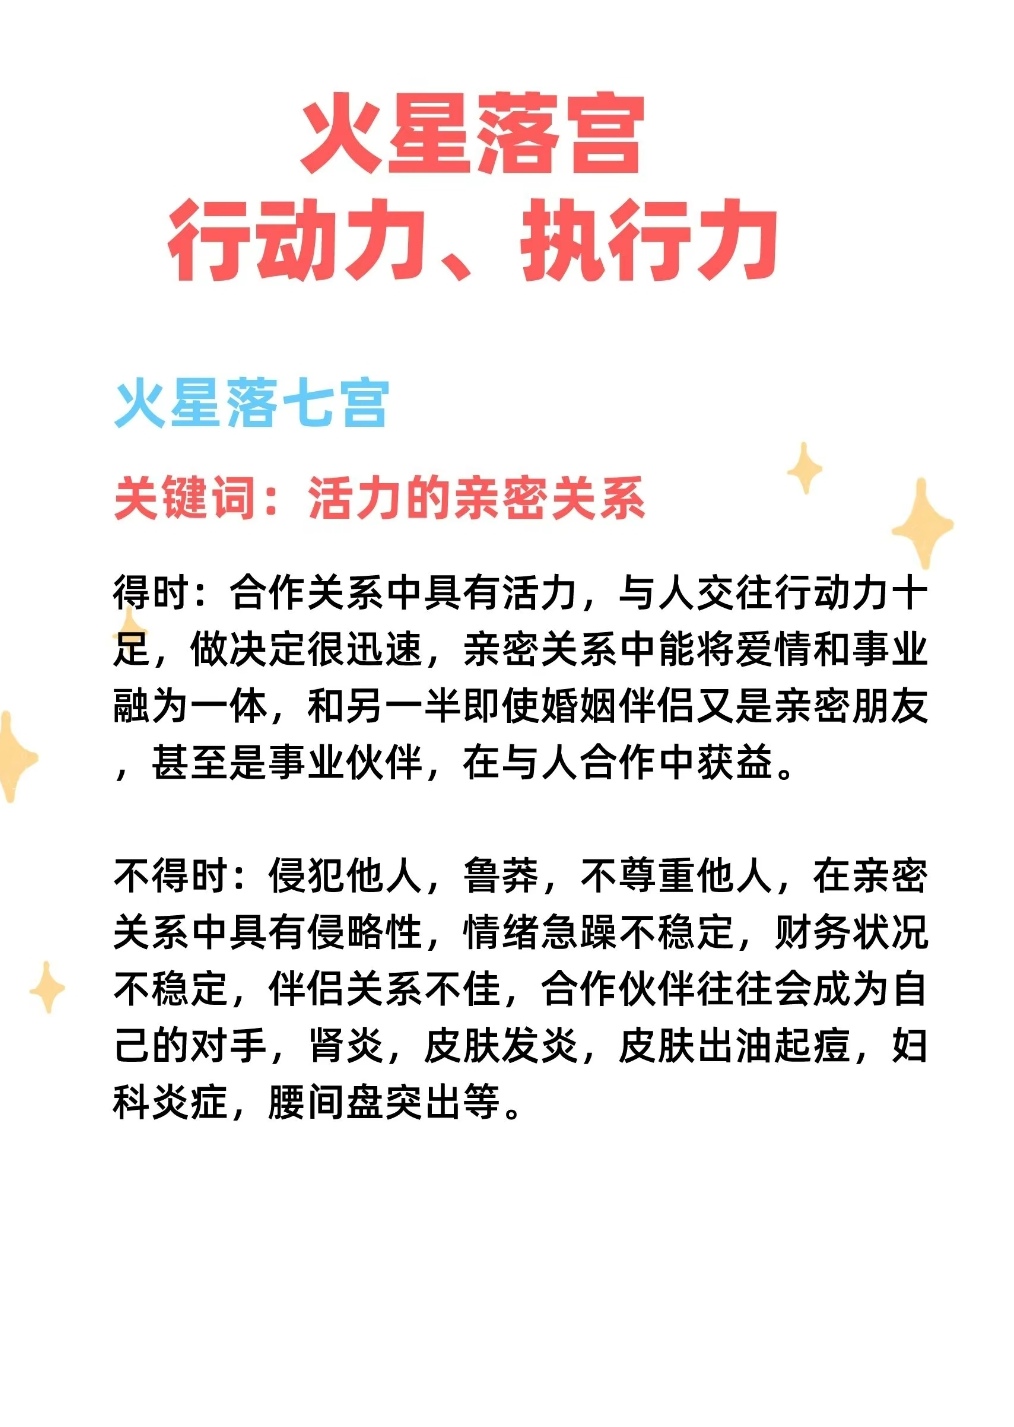 火星落宫
行动力、执行力
火星落七宫
关键词：活力的亲密关系
得时：合作关系中具有活力，与人交往行动力十
足，做决定很迅速，亲密关系中能将爱情和事业
融为一体，和另一半即使婚姻伴侣又是亲密朋友
，甚至是事业伙伴，在与人合作中获益。
不得时：侵犯他人，鲁莽，不尊重他人，在亲密
关系中具有侵略性，情绪急躁不稳定，财务状况
不稳定，伴侣关系不佳，合作伙伴往往会成为自
己的对手，肾炎，皮肤发炎，皮肤出油起痘，妇
科炎症，腰间盘突出等。